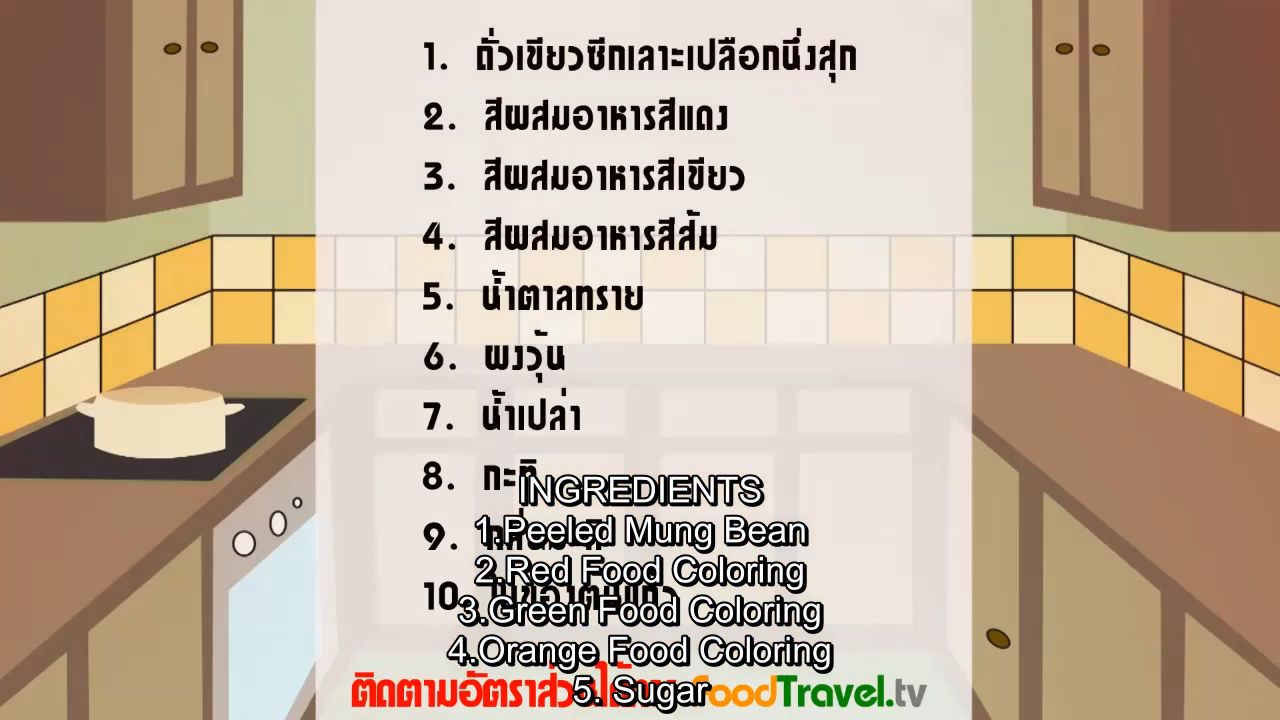 1. ถั่วเขียวซีกเลาะเปลือกนึ่งสุก
2. สีผสมอาหารสีแดง
3. สีผสมอาหารสีเขียว
4. สีผสมอาหารสีส้ม
5. น้ำตาลทราย
6. ผงวุ้น
7. น้ำเปล่า
8. กะทิ
INGREDIENTS
9.
1.Peeled Mung Bean
2.Red Food Coloring
10.
3.Green Food Coloring
4.Orange Food Coloring
ติดตามอัตราส่วนได้ FoodTravel.tv
5. Sugar